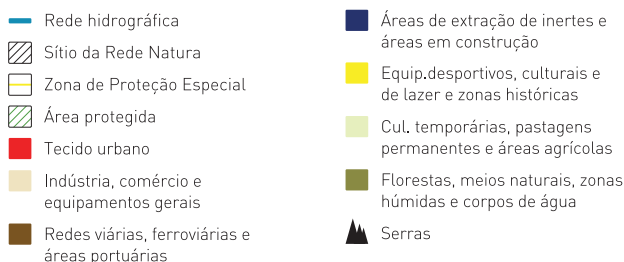 Rede hidrográfica
Sítio da Rede Natura
Zona de Proteção Especial
Área protegida
Tecido urbano
Indústria, comércio e
equipamentos gerais
Redes viárias, ferroviárias e
áreas portuárias
Áreas de extração de inertes e
áreas em construção
Equip.desportivos, culturais e
de lazer e zonas históricas
Cul. temporárias, pastagens
permanentes e áreas agrícolas
Florestas, meios naturais, zonas
húmidas e corpos de água
Serras